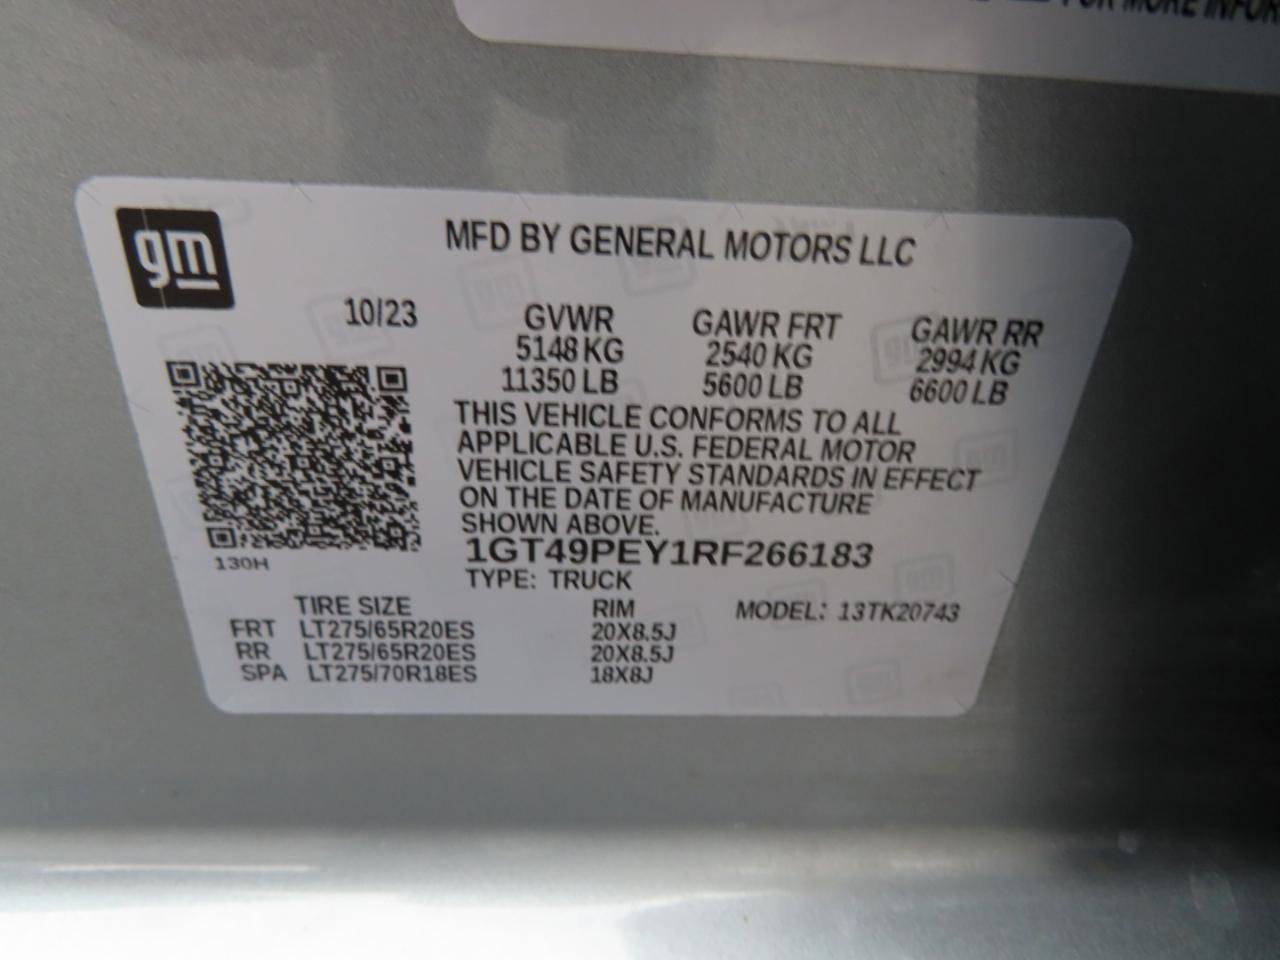 FOR MORE INFOR
gm
MFD BY GENERAL MOTORS LLC
10/23 GVWR GAWR FRT GAWR RR
5148 KG 2540 KG 2994 KG
11350 LB 5600 LB 6600 LB
THIS VEHICLE CONFORMS TO ALL
APPLICABLE U.S. FEDERAL MOTOR
VEHICLE SAFETY STANDARDS IN EFFECT
ON THE DATE OF MANUFACTURE
SHOWN ABOVE.
1GT49PEY1RF266183
130H
TYPE: TRUCK
TIRE SIZE RIM MODEL: 13TK20743
FRT LT275/65R20ES 20X8.5J
RR LT275/65R20ES 20X8.5J
SPA LT275/70R18ES 18X8J